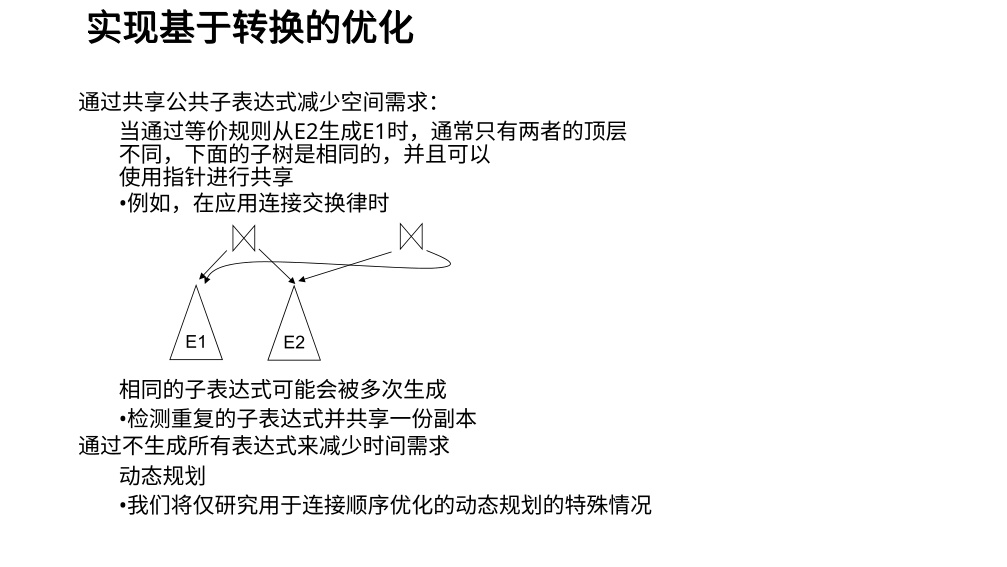 实现基于转换的优化
通过共享公共子表达式减少空间需求：
当通过等价规则从E2生成E1时，通常只有两者的顶层
不同，下面的子树是相同的，并且可以
使用指针进行共享
•例如，在应用连接交换律时
E1
E2
相同的子表达式可能会被多次生成
•检测重复的子表达式并共享一份副本
通过不生成所有表达式来减少时间需求
动态规划
•我们将仅研究用于连接顺序优化的动态规划的特殊情况